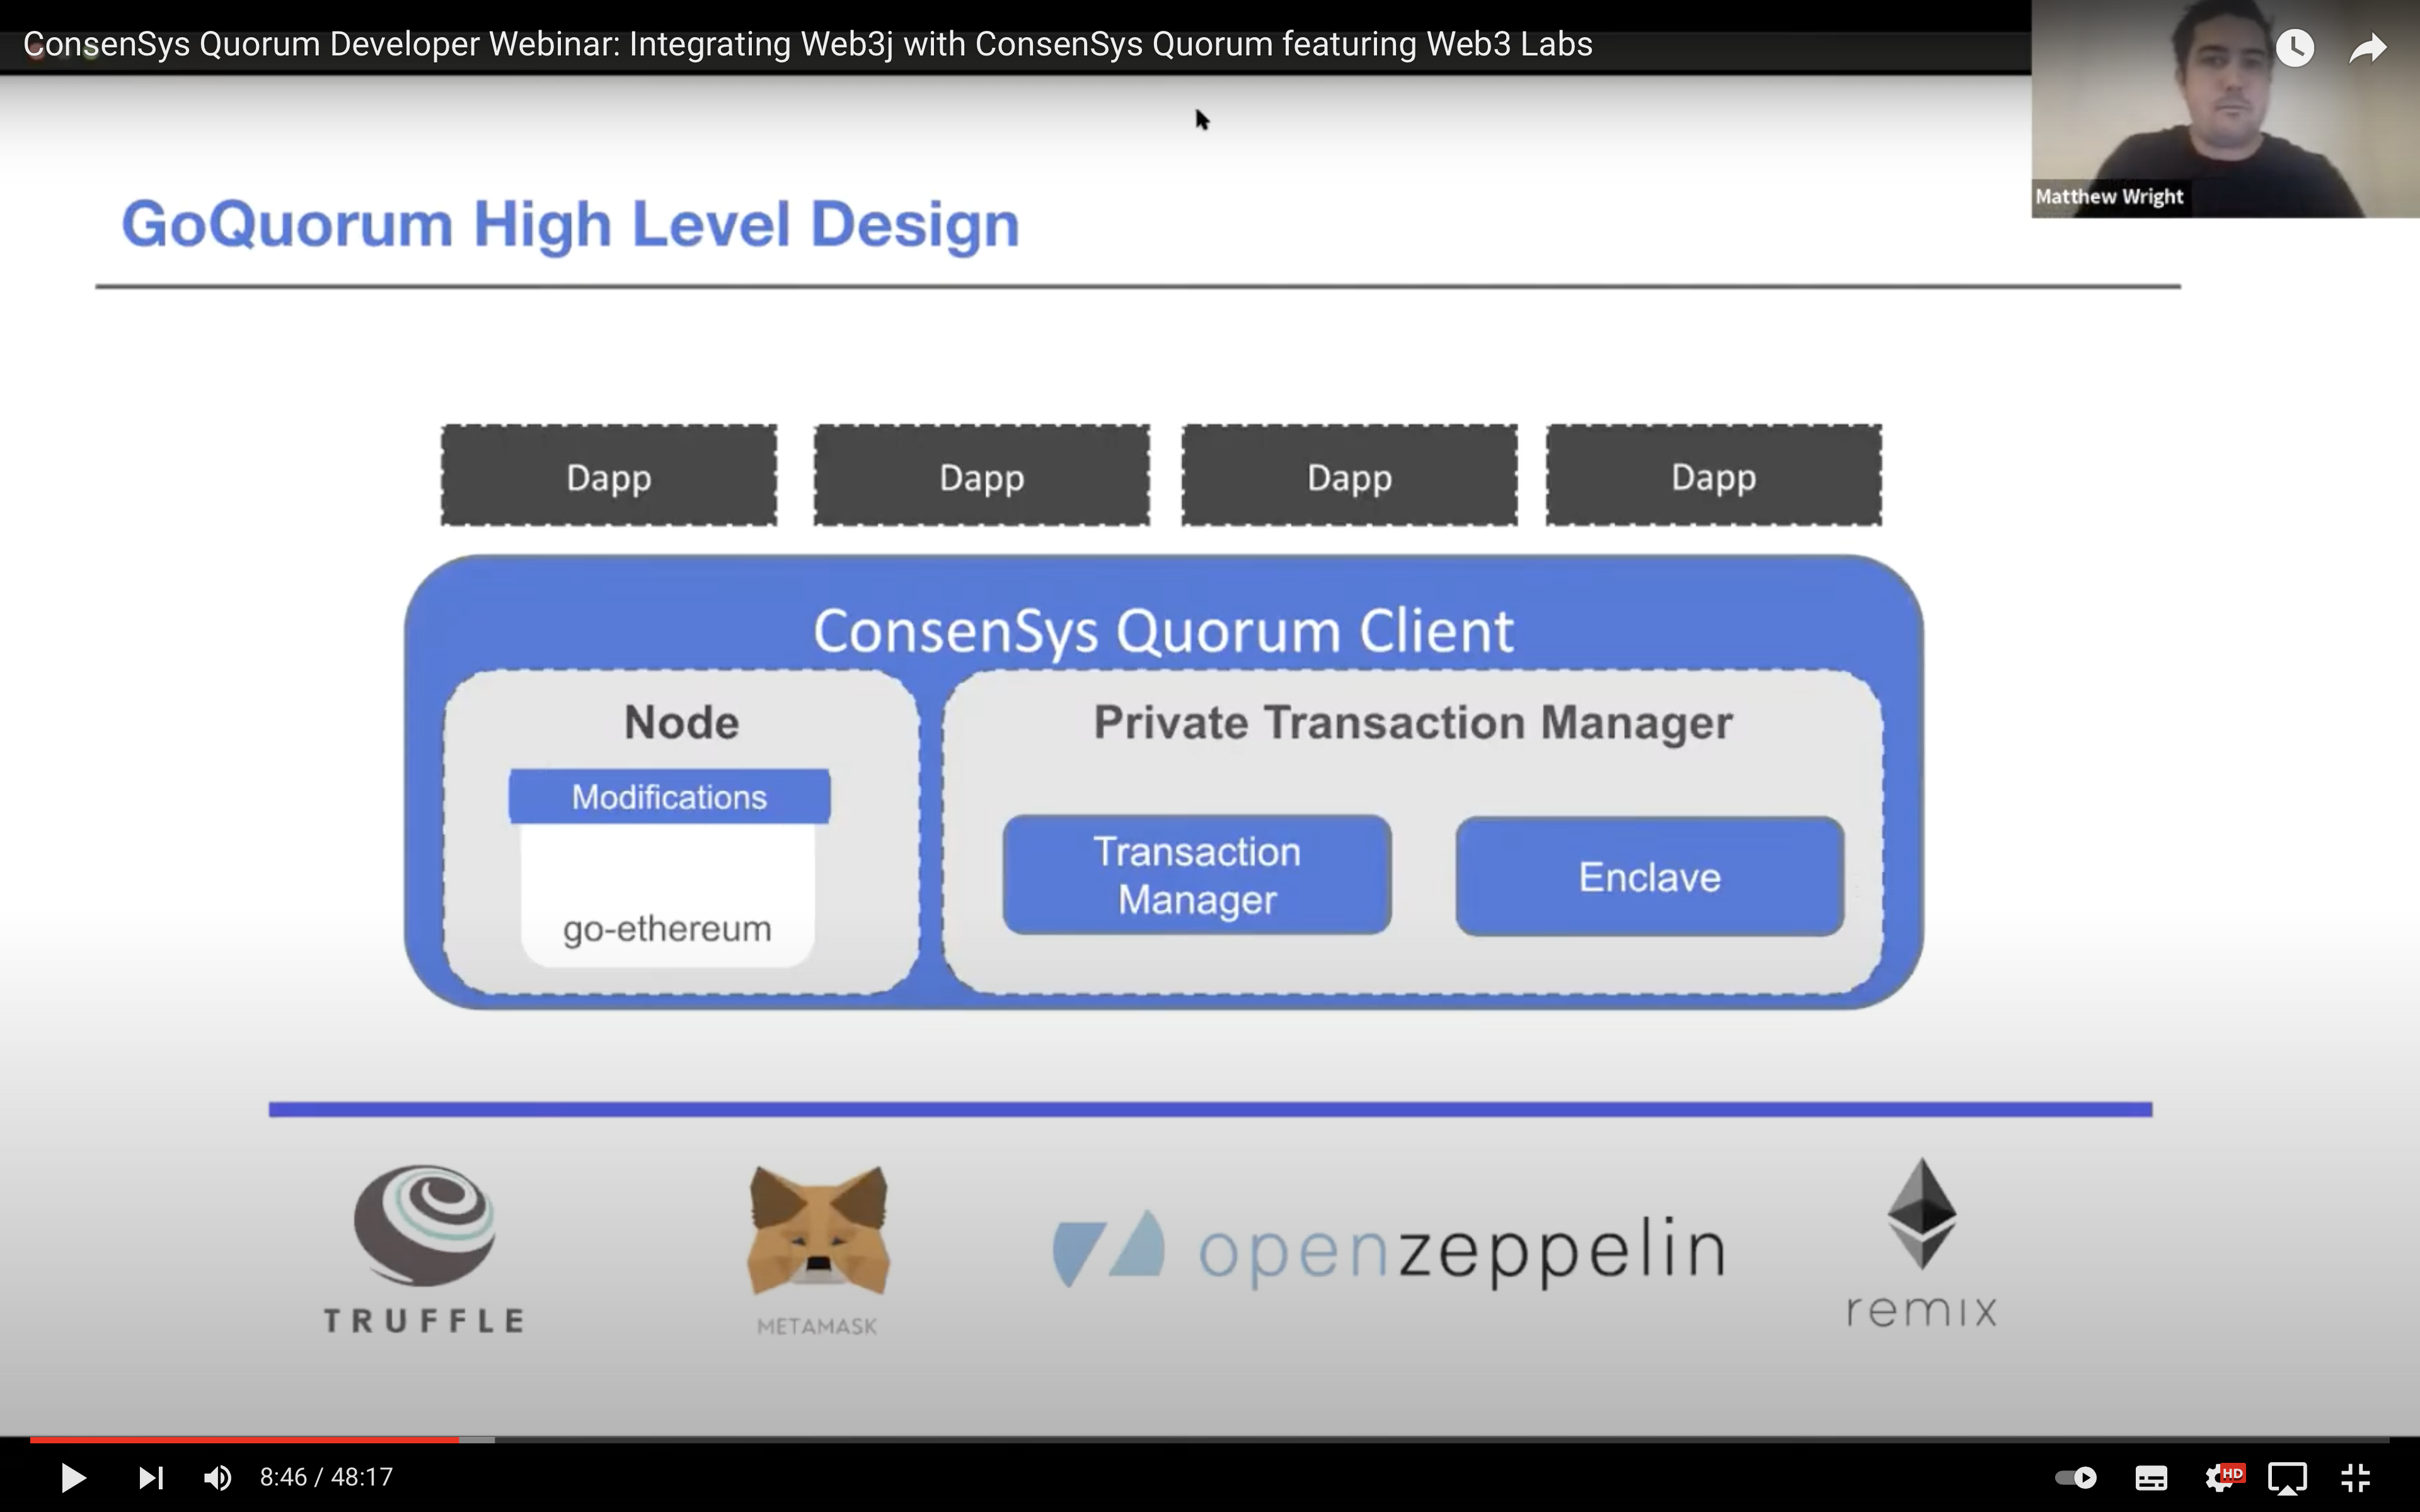 ConsenSys Quorum Developer Webinar: Integrating Web3j with ConsenSys Quorum featuring Web3 Labs
Matthew Wright
GoQuorum High Level Design
Dapp
Dapp
Dapp
Dapp
ConsenSys Quorum Client
Node
Modifications
go-ethereum
Private Transaction Manager
Transaction
Manager
Enclave
TRUFFLE
METAMASK
openzeppelin
remix
8:46 / 48:17
HD